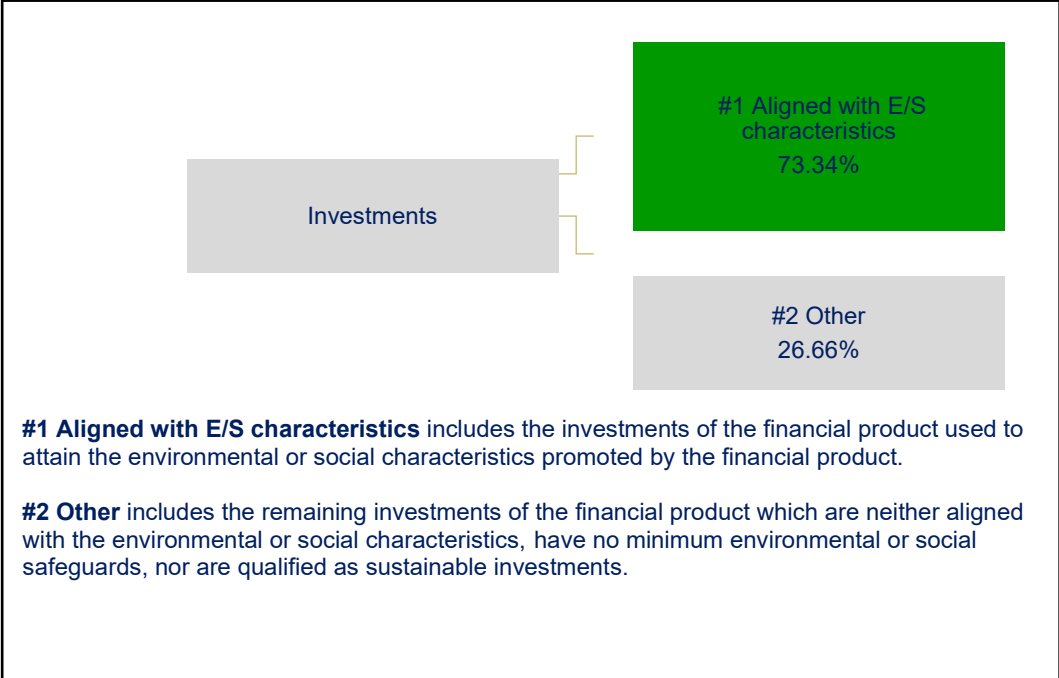 #1 Aligned with E/S
characteristics
73.34%
Investments
#2 Other
26.66%
#1 Aligned with E/S characteristics includes the investments of the financial product used to
attain the environmental or social characteristics promoted by the financial product.
#2 Other includes the remaining investments of the financial product which are neither aligned
with the environmental or social characteristics, have no minimum environmental or social
safeguards, nor are qualified as sustainable investments.